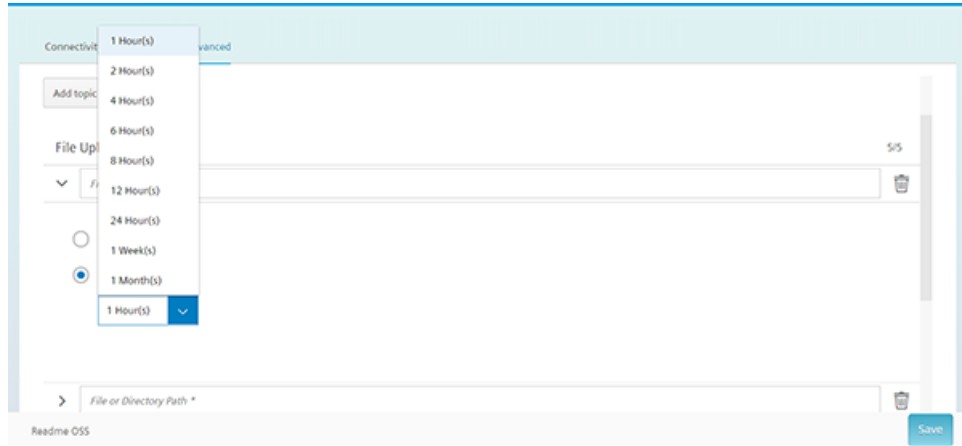 Connectivit
vanced
1 Hour(s)
2 Hour(s)
4 Hour(s)
6 Hour(s)
8 Hour(s)
12 Hour(s)
24 Hour(s)
1 Week(s)
1 Month(s)
Add topic
File Upl
5/5
1 Hour(s)
File or Directory Path *
Readme OSS
Save